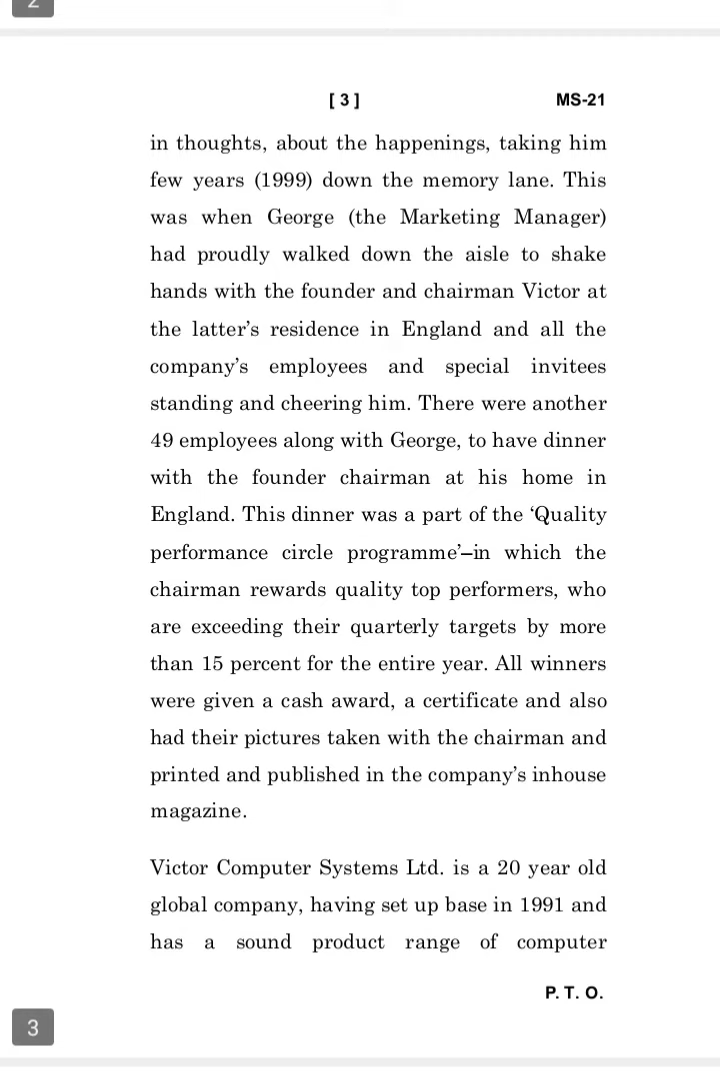 [ 3 ] MS-21
in thoughts, about the happenings, taking him
few years (1999) down the memory lane. This
was when George (the Marketing Manager)
had proudly walked down the aisle to shake
hands with the founder and chairman Victor at
the latter’s residence in England and all the
company’s employees and special invitees
standing and cheering him. There were another
49 employees along with George, to have dinner
with the founder chairman at his home in
England. This dinner was a part of the ‘Quality
performance circle programme’–in which the
chairman rewards quality top performers, who
are exceeding their quarterly targets by more
than 15 percent for the entire year. All winners
were given a cash award, a certificate and also
had their pictures taken with the chairman and
printed and published in the company’s inhouse
magazine.
Victor Computer Systems Ltd. is a 20 year old
global company, having set up base in 1991 and
has a sound product range of computer
P. T. O.
3